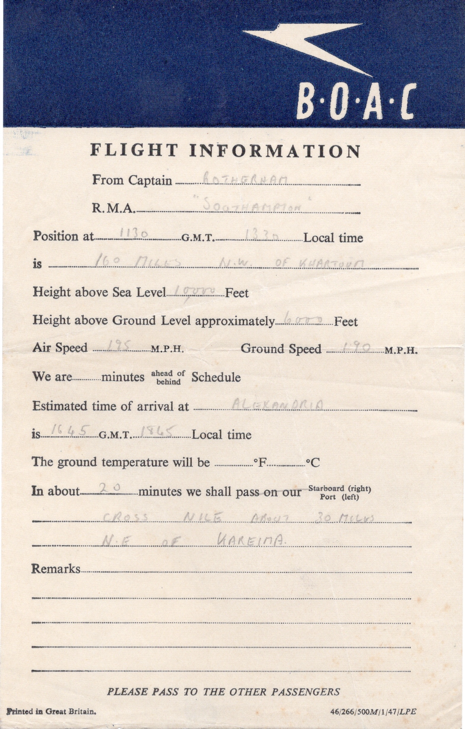 B·O·A·C
FLIGHT INFORMATION
From Captain ROTHERHAM
R.M.A. "SOUTHAMPTON"
Position at 1130 G.M.T. 1330 Local time
is 160 MILES N.W. OF KHARTOUM
Height above Sea Level 10000 Feet
Height above Ground Level approximately 6000 Feet
Air Speed 195 M.P.H. Ground Speed 190 M.P.H.
We are minutes ahead of behind Schedule
Estimated time of arrival at ALEXANDRIA
is 1645 G.M.T. 1845 Local time
The ground temperature will be °F °C
In about 20 minutes we shall pass on our Starboard (right) Port (left)
CROSS NILE ABOUT 30 MILES
N.E OF KAREIMA.
Remarks
PLEASE PASS TO THE OTHER PASSENGERS
Printed in Great Britain. 46/266/500M/1/47/LPE